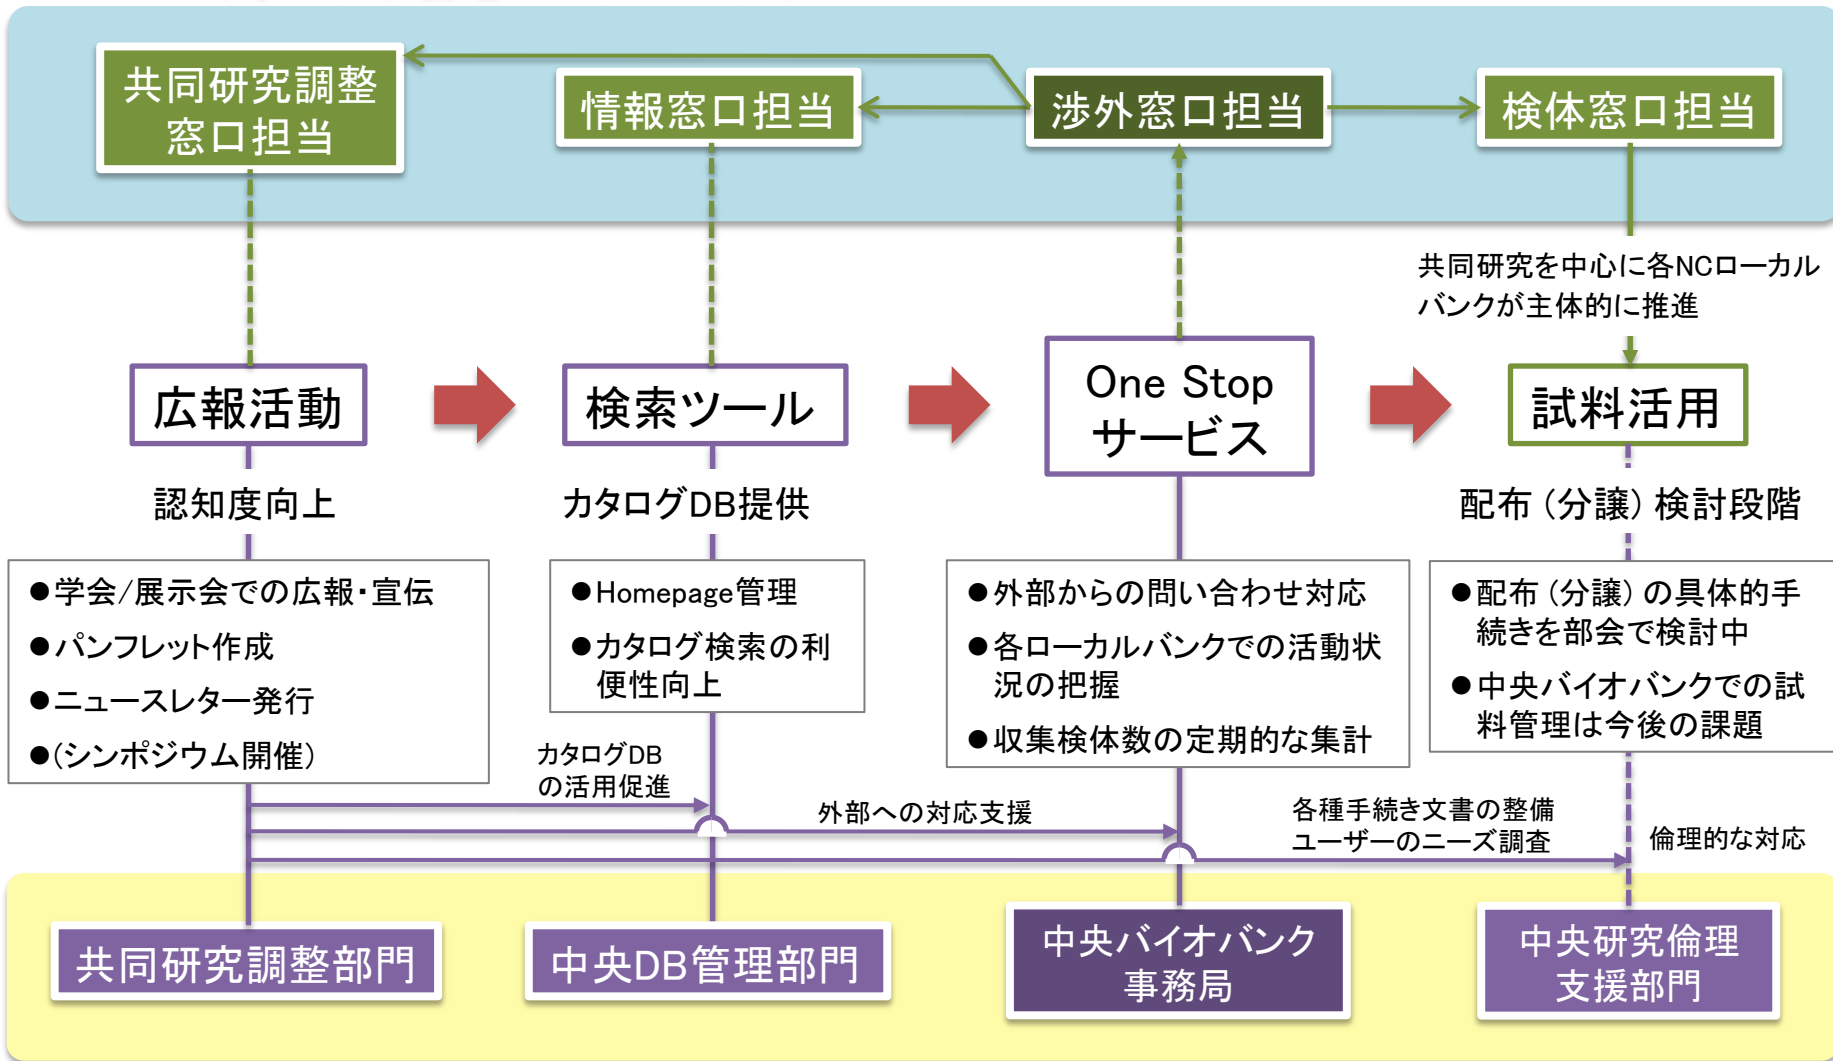 共同研究調整
窓口担当
情報窓口担当
渉外窓口担当
検体窓口担当
共同研究を中心に各NCローカル
バンクが主体的に推進
広報活動
検索ツール
One Stop
サービス
試料活用
認知度向上
カタログDB提供
配布（分譲）検討段階
●学会/展示会での広報・宣伝
●パンフレット作成
●ニュースレター発行
●(シンポジウム開催)
●Homepage管理
●カタログ検索の利
便性向上
●外部からの問い合わせ対応
●各ローカルバンクでの活動状
況の把握
●収集検体数の定期的な集計
●配布（分譲）の具体的手
続きを部会で検討中
●中央バイオバンクでの試
料管理は今後の課題
カタログDB
の活用促進
外部への対応支援
各種手続き文書の整備
ユーザーのニーズ調査
倫理的な対応
共同研究調整部門
中央DB管理部門
中央バイオバンク
事務局
中央研究倫理
支援部門